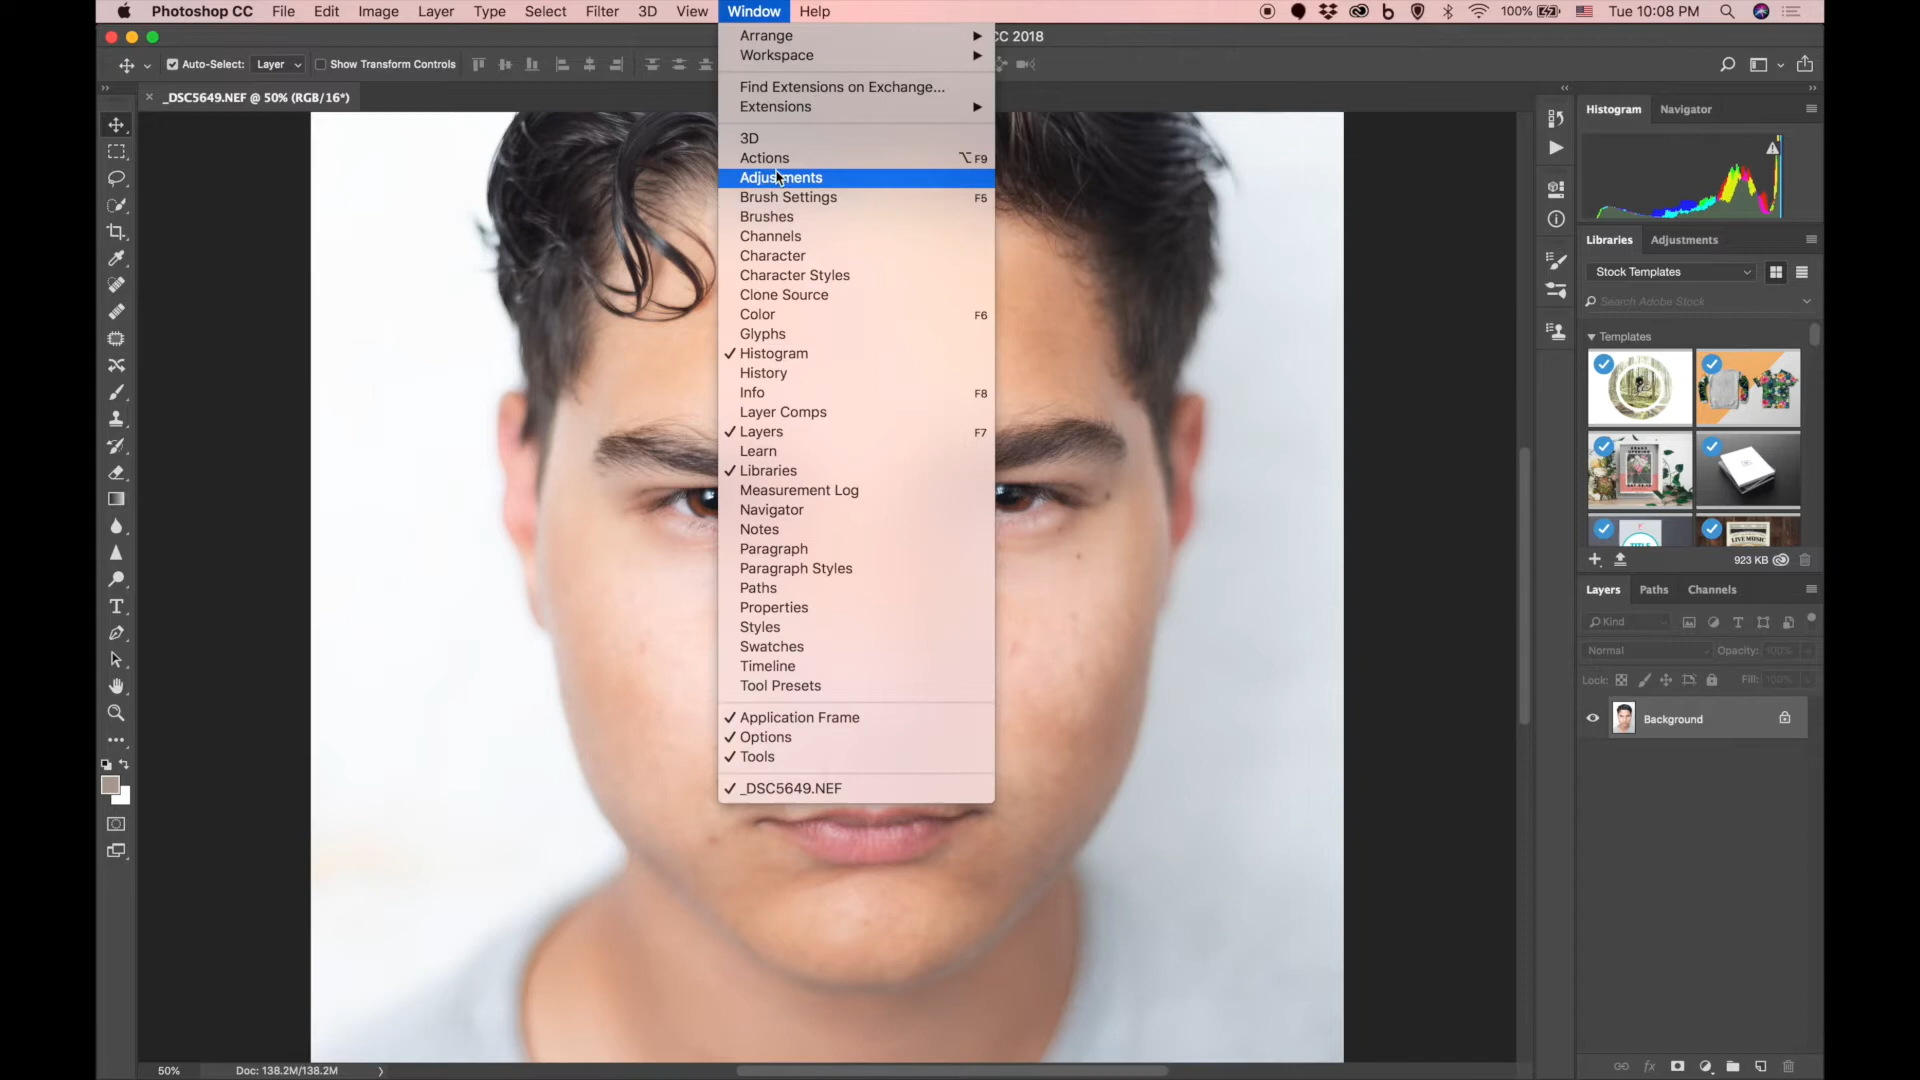 Photoshop CC File Edit Image Layer Type Select Filter 3D View Window Help 100% Tue 10:08 PM
CC 2018
Auto-Select: Layer Show Transform Controls
_DSC5649.NEF @ 50% (RGB/16*)
Arrange
Workspace
Find Extensions on Exchange...
Extensions
3D
Actions ⌥F9
Adjustments
Brush Settings F5
Brushes
Channels
Character
Character Styles
Clone Source
Color F6
Glyphs
✓ Histogram
History
Info F8
Layer Comps
✓ Layers F7
Learn
✓ Libraries
Measurement Log
Navigator
Notes
Paragraph
Paragraph Styles
Paths
Properties
Styles
Swatches
Timeline
Tool Presets
✓ Application Frame
✓ Options
✓ Tools
✓ _DSC5649.NEF
Histogram Navigator
Libraries Adjustments
Stock Templates
Search Adobe Stock
Templates
LIVE MUSIC
923 KB
Layers Paths Channels
Kind
Normal Opacity: 100%
Lock: Fill: 100%
Background
50% Doc: 138.2M/138.2M